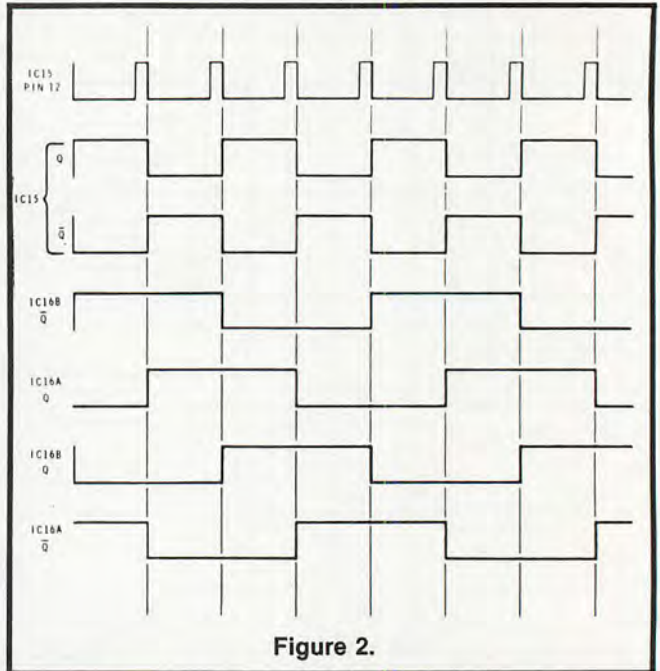 IC15
PIN 12
Q
IC15
Q̅
IC16B
Q̅
IC16A
Q
IC16B
Q
IC16A
Q̅
Figure 2.